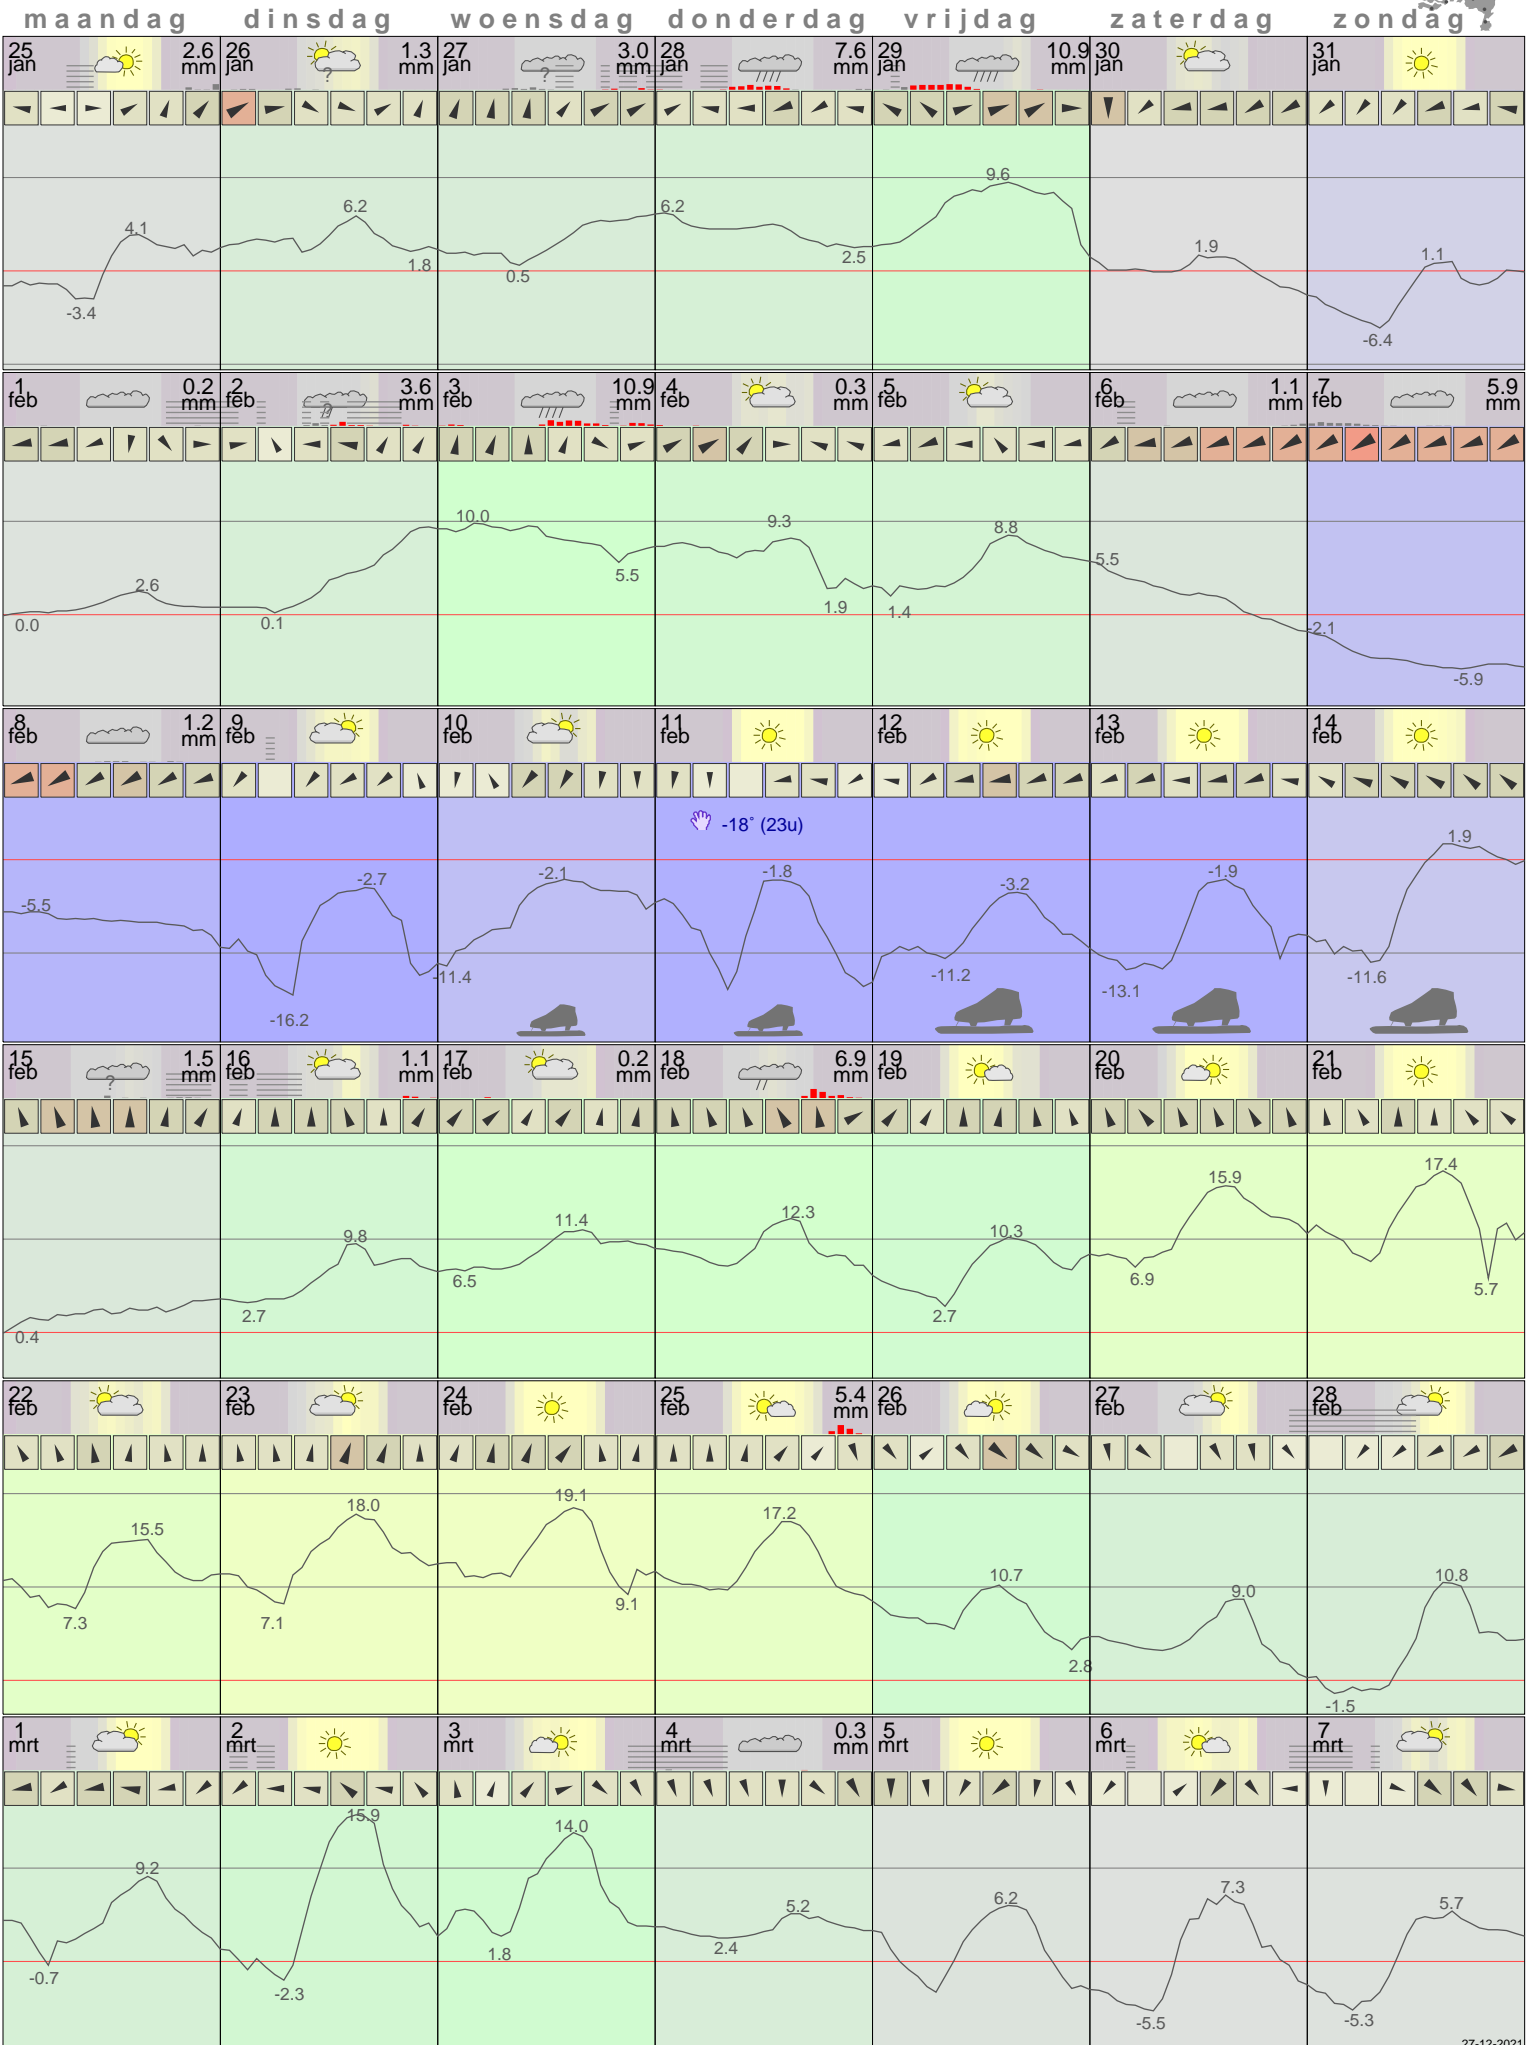 maandag dinsdag woensdag donderdag vrijdag zaterdag zondag
25 2.6 26 1.3 27 3.0 28 7.6 29 10.9 30 31
jan mm jan mm jan mm jan mm jan mm jan jan
? ?
9.6
6.2 6.2
4.1
1.9 1.1
1.8 0.5 2.5
-3.4 -6.4
1 0.2 2 3.6 3 10.9 4 0.3 5 6 1.1 7 5.9
feb mm feb mm feb mm feb mm feb feb mm feb mm
?
10.0 9.3 8.8
5.5
2.6 5.5
0.0 0.1 1.9 1.4 -2.1
-5.9
8 1.2 9 10 11 12 13 14
feb mm feb feb feb feb feb feb
-18° (23u)
1.9
-5.5 -2.7 -2.1 -1.8 -3.2 -1.9
-11.4 -11.2 -11.6
-16.2 -13.1
15 1.5 16 1.1 17 0.2 18 6.9 19 20 21
feb mm feb mm feb mm feb mm feb feb feb
?
17.4
15.9
9.8 11.4 12.3 10.3
6.5 6.9 5.7
0.4 2.7 2.7
22 23 24 25 5.4 26 27 28
feb feb feb feb mm feb feb feb
15.5 18.0 19.1 17.2
10.7 9.0 10.8
7.3 7.1 9.1 2.8
-1.5
1 2 3 4 0.3 5 6 7
mrt mrt mrt mrt mm mrt mrt mrt
15.9 14.0
9.2 5.2 6.2 7.3 5.7
-0.7 -2.3 1.8 2.4 -5.5 -5.3
27-12-2021